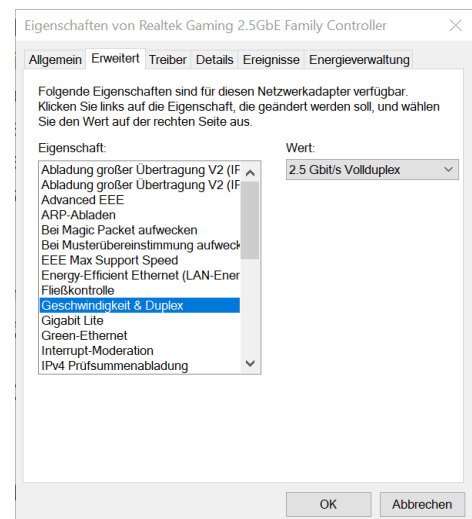 Eigenschaften von Realtek Gaming 2.5GbE Family Controller
Allgemein Erweitert Treiber Details Ereignisse Energieverwaltung
Folgende Eigenschaften sind für diesen Netzwerkadapter verfügbar.
Klicken Sie links auf die Eigenschaft, die geändert werden soll, und wählen
Sie den Wert auf der rechten Seite aus.
Eigenschaft:
Abladung großer Übertragung V2 (IF
Abladung großer Übertragung V2 (IF
Advanced EEE
ARP-Abladen
Bei Magic Packet aufwecken
Bei Musterübereinstimmung aufweck
EEE Max Support Speed
Energy-Efficient Ethernet (LAN-Ener
Fließkontrolle
Geschwindigkeit & Duplex
Gigabit Lite
Green-Ethernet
Interrupt-Moderation
IPv4 Prüfsummenabladung
Wert:
2.5 Gbit/s Vollduplex
OK Abbrechen